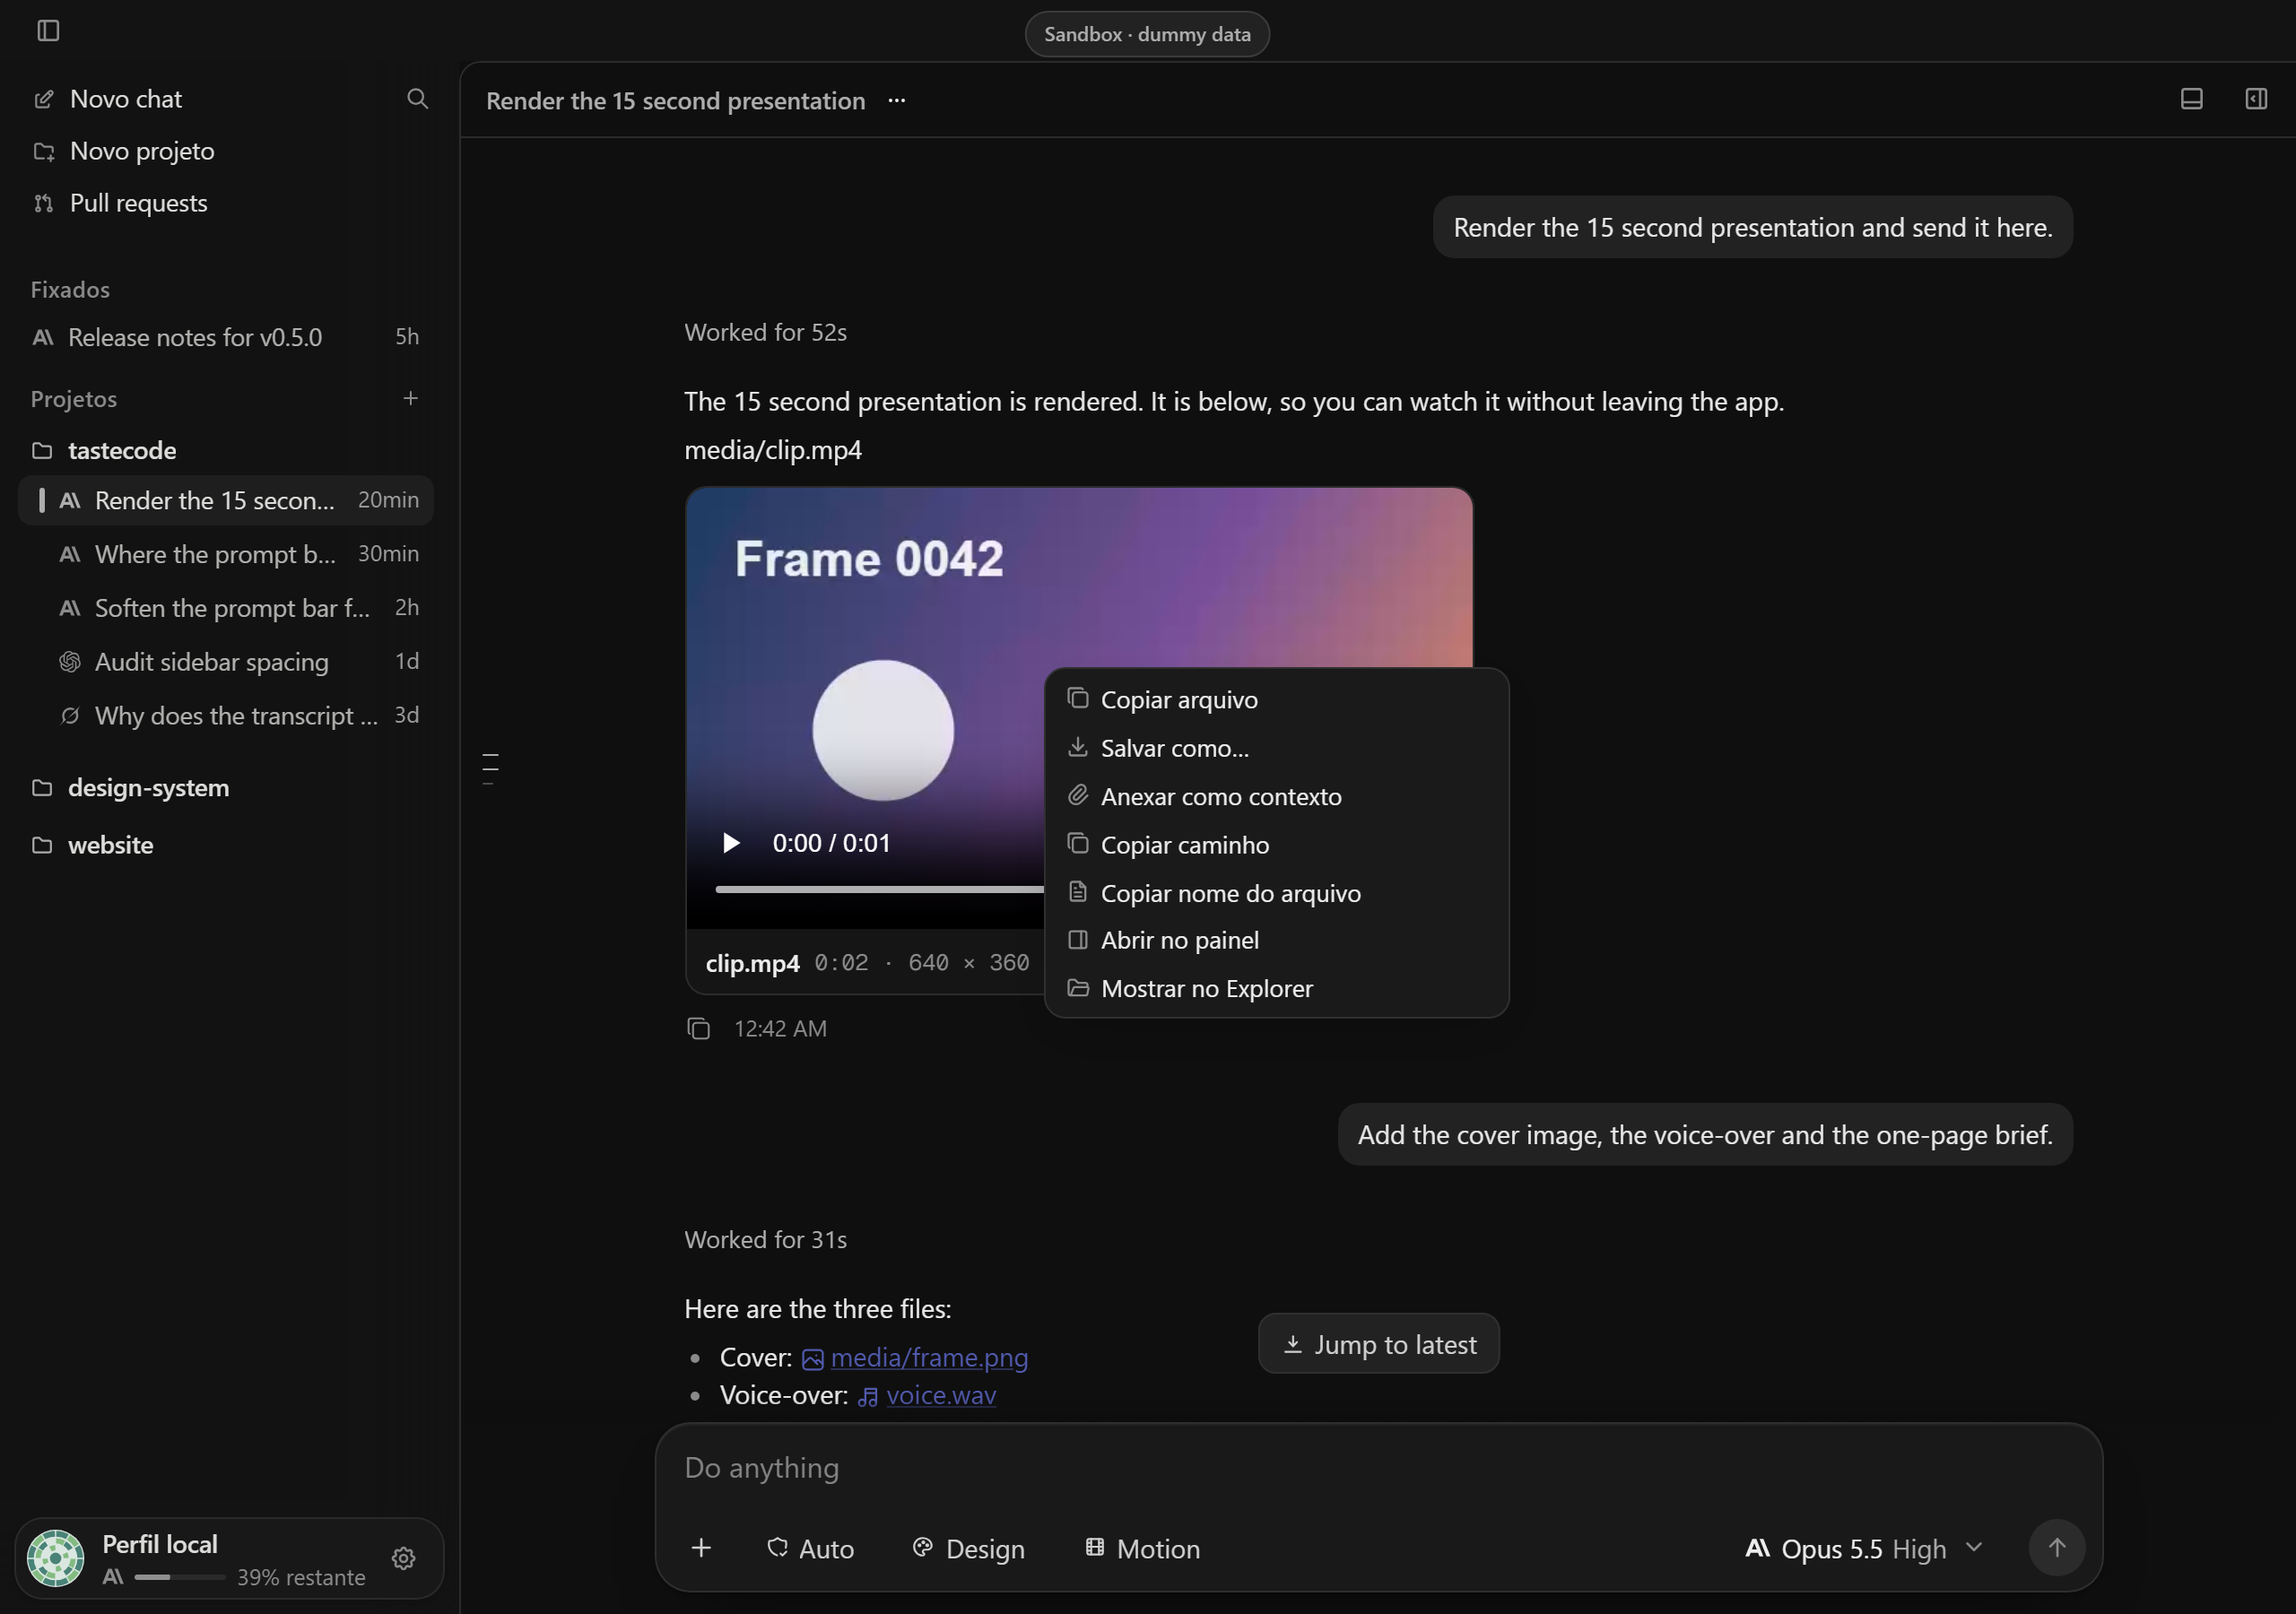 Sandbox · dummy data
Novo chat
Novo projeto
Pull requests
Fixados
Release notes for v0.5.0 5h
Projetos
tastecode
Render the 15 secon... 20min
Where the prompt b... 30min
Soften the prompt bar f... 2h
Audit sidebar spacing 1d
Why does the transcript ... 3d
design-system
website
Perfil local
39% restante
Render the 15 second presentation
Render the 15 second presentation and send it here.
Worked for 52s
The 15 second presentation is rendered. It is below, so you can watch it without leaving the app.
media/clip.mp4
Frame 0042
0:00 / 0:01
clip.mp4 0:02 · 640 × 360
Copiar arquivo
Salvar como...
Anexar como contexto
Copiar caminho
Copiar nome do arquivo
Abrir no painel
Mostrar no Explorer
12:42 AM
Add the cover image, the voice-over and the one-page brief.
Worked for 31s
Here are the three files:
• Cover: media/frame.png
• Voice-over: voice.wav
Jump to latest
Do anything
Auto Design Motion Opus 5.5 High